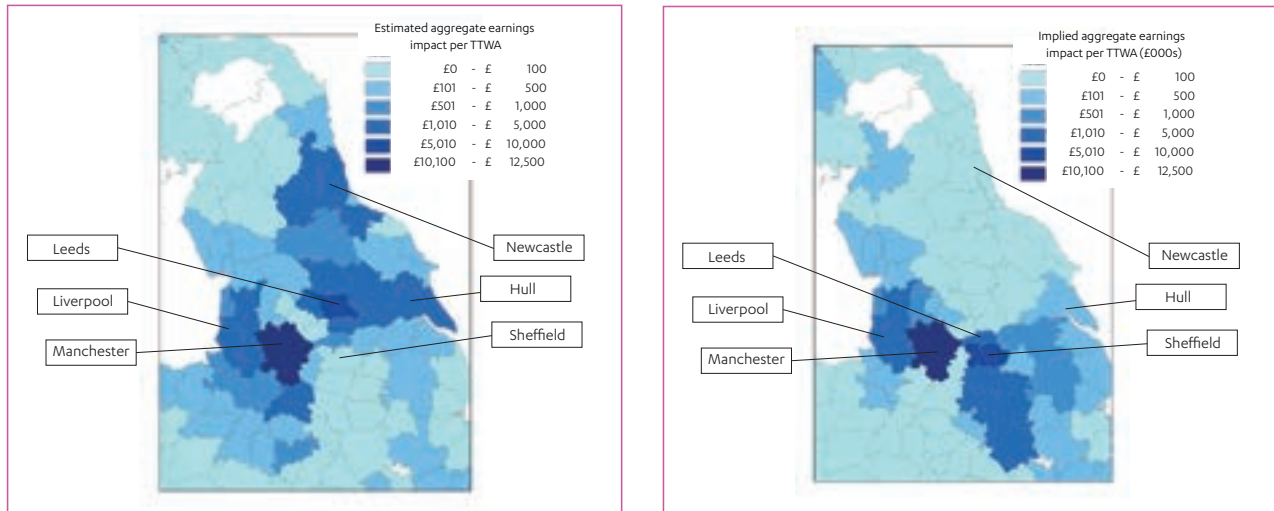 Estimated aggregate earnings
impact per TTWA
£0 - £ 100
£101 - £ 500
£501 - £ 1,000
£1,010 - £ 5,000
£5,010 - £ 10,000
£10,100 - £ 12,500
Leeds
Newcastle
Liverpool
Hull
Manchester
Sheffield
Implied aggregate earnings
impact per TTWA (£000s)
£0 - £ 100
£101 - £ 500
£501 - £ 1,000
£1,010 - £ 5,000
£5,010 - £ 10,000
£10,100 - £ 12,500
Leeds
Newcastle
Liverpool
Hull
Manchester
Sheffield